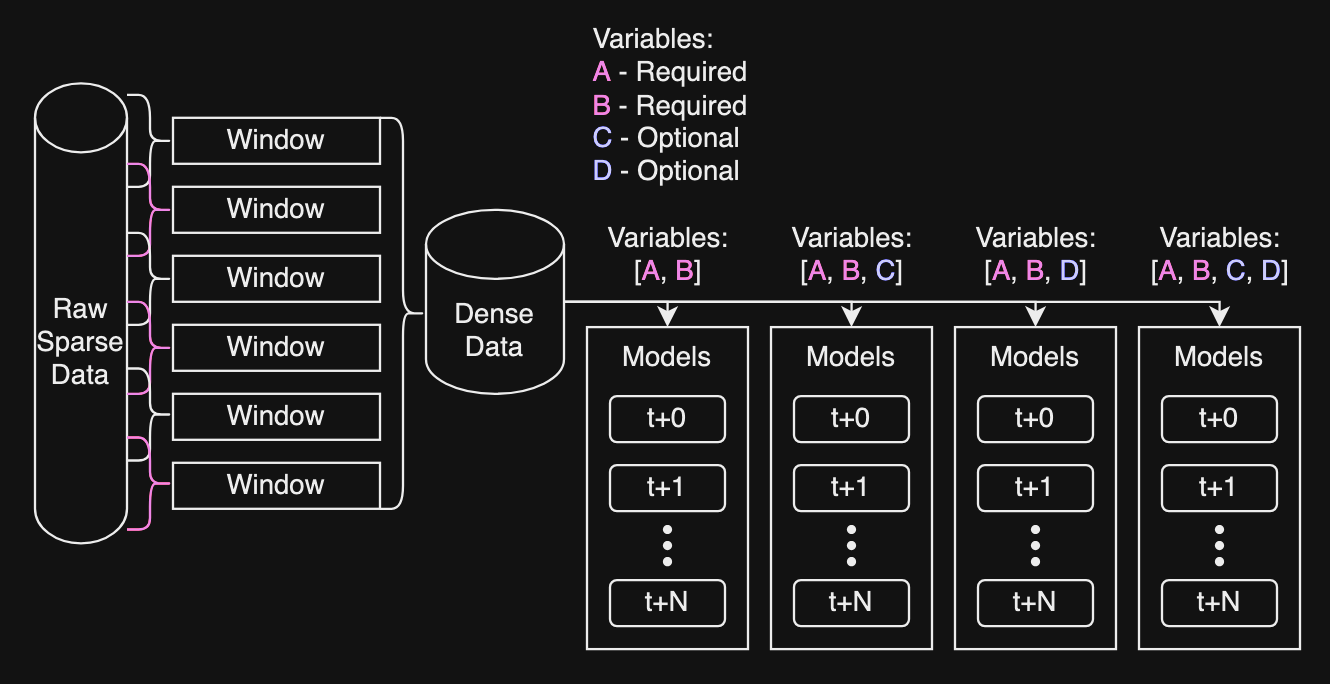 Variables:
A - Required
B - Required
C - Optional
D - Optional
Raw
Sparse
Data
Window
Window
Window
Window
Window
Window
Dense
Data
Variables:
[A, B]
Models
t+0
t+1
t+N
Variables:
[A, B, C]
Models
t+0
t+1
t+N
Variables:
[A, B, D]
Models
t+0
t+1
t+N
Variables:
[A, B, C, D]
Models
t+0
t+1
t+N